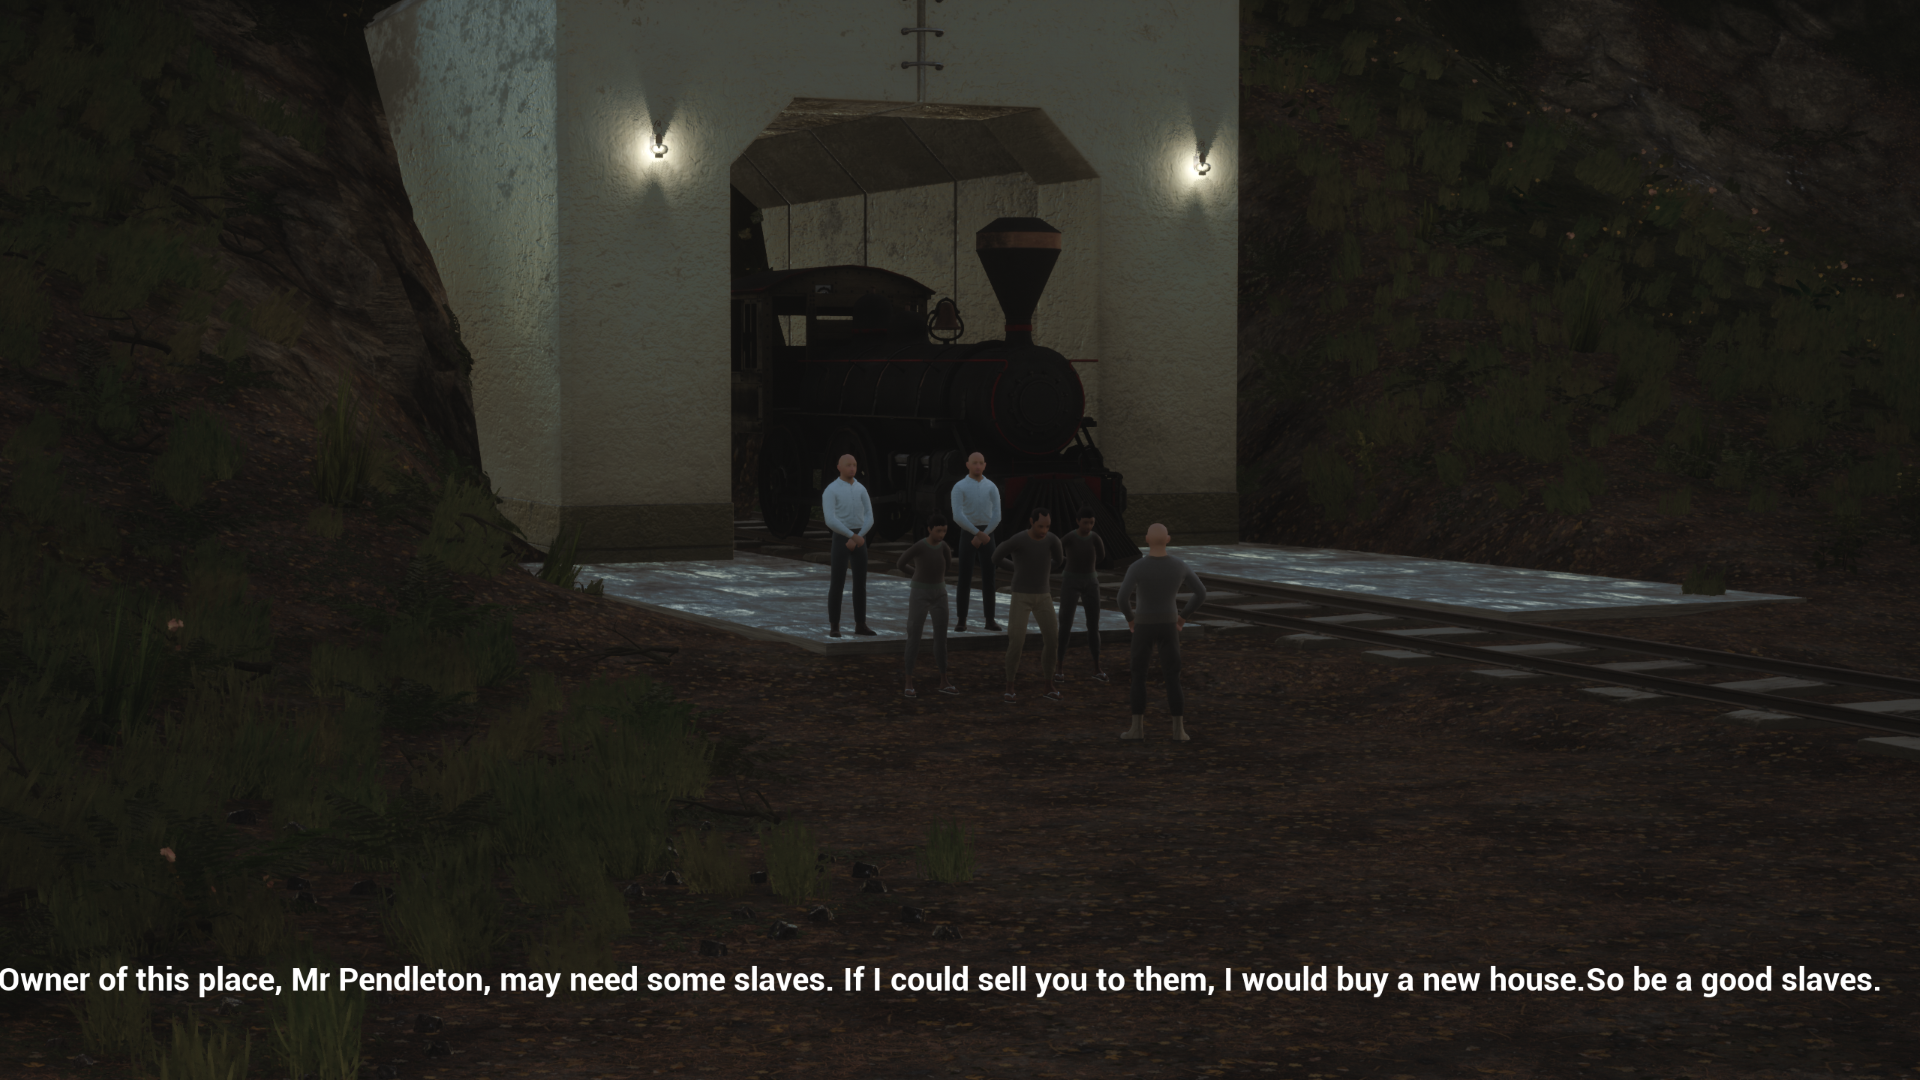 Owner of this place, Mr Pendleton, may need some slaves. If I could sell you to them, I would buy a new house.So be a good slaves.